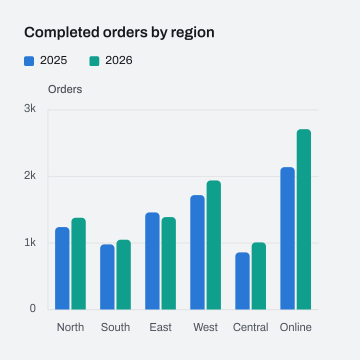 Completed orders by region
2025 2026
Orders
3k
2k
1k
0
North South East West Central Online